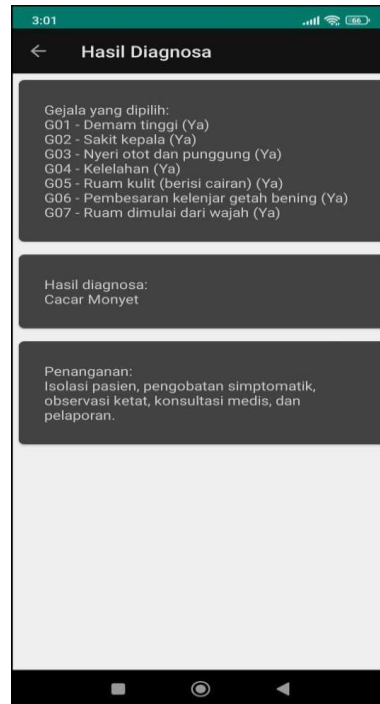 3:01
66
Hasil Diagnosa
Gejala yang dipilih:
G01 - Demam tinggi (Ya)
G02 - Sakit kepala (Ya)
G03 - Nyeri otot dan punggung (Ya)
G04 - Kelelahan (Ya)
G05 - Ruam kulit (berisi cairan) (Ya)
G06 - Pembesaran kelenjar getah bening (Ya)
G07 - Ruam dimulai dari wajah (Ya)
Hasil diagnosa:
Cacar Monyet
Penanganan:
Isolasi pasien, pengobatan simptomatik,
observasi ketat, konsultasi medis, dan
pelaporan.